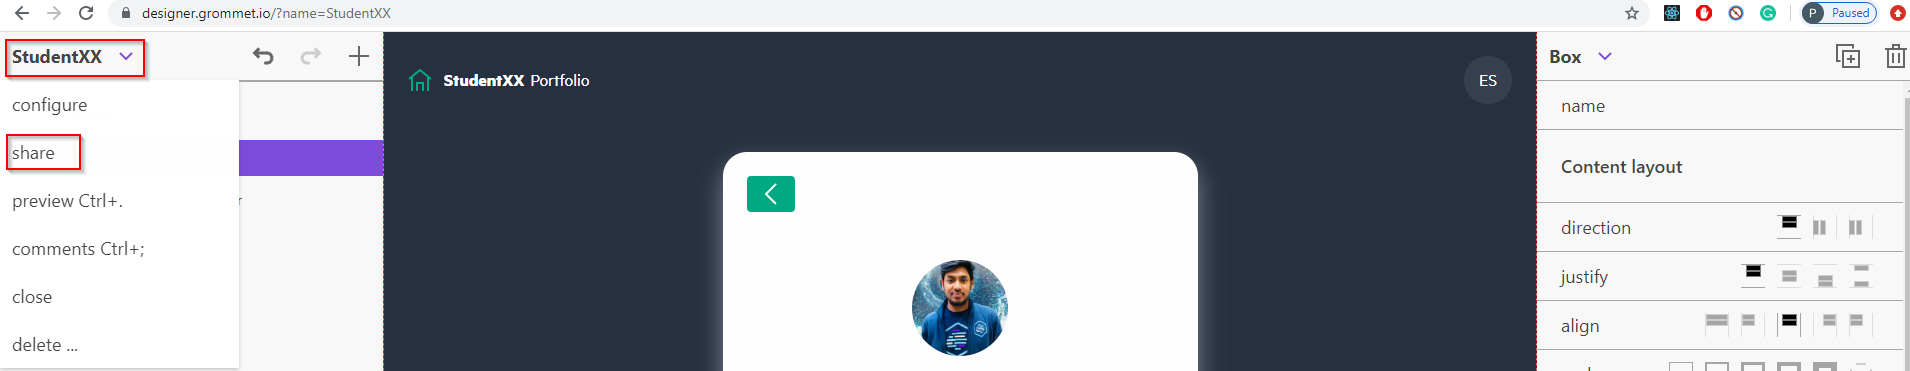 designer.grommet.io/?name=StudentXX
P Paused
StudentXX
configure
share
preview Ctrl+.
comments Ctrl+;
close
delete ...
StudentXX Portfolio
ES
Box
name
Content layout
direction
justify
align